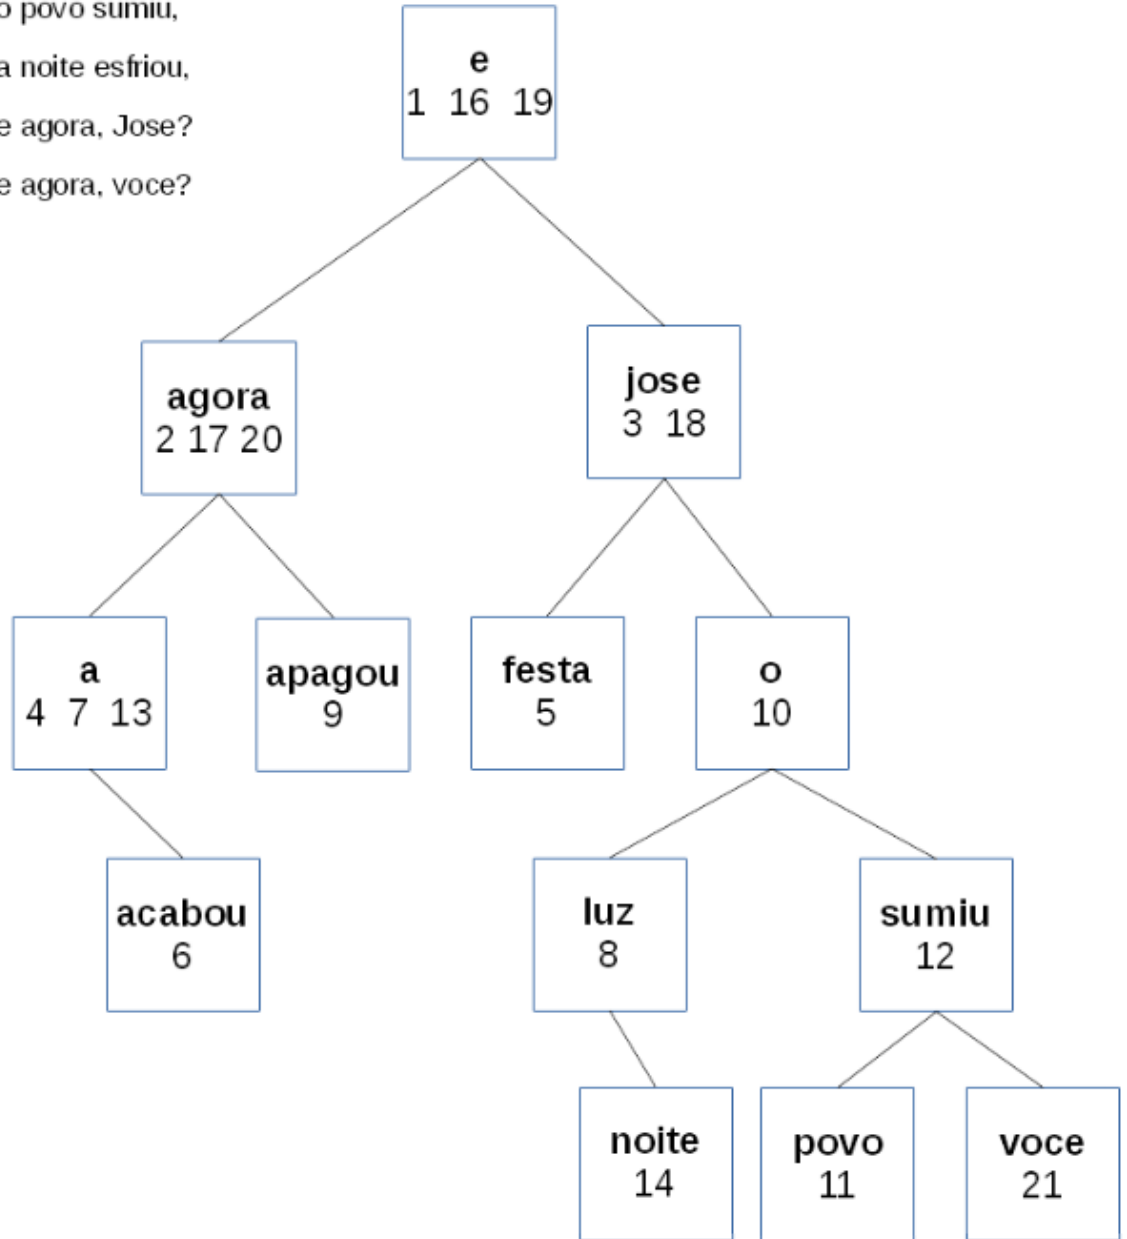 o povo sumiu,
a noite esfriou,
e agora, Jose?
e agora, voce?
e
1 16 19
agora
2 17 20
jose
3 18
a
4 7 13
apagou
9
festa
5
o
10
acabou
6
luz
8
sumiu
12
noite
14
povo
11
voce
21